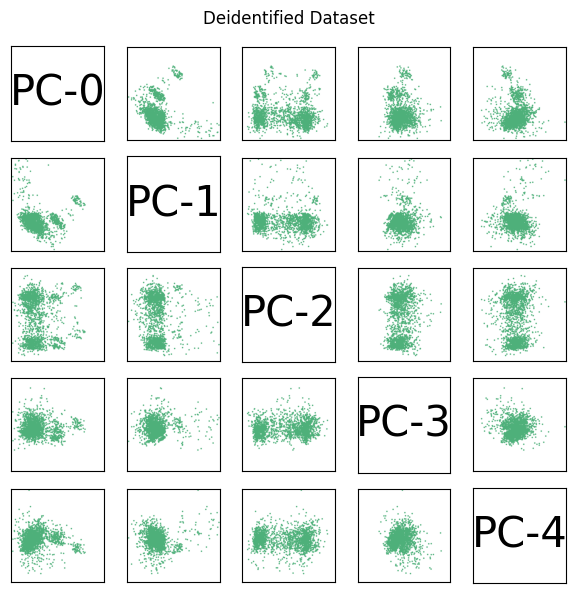 Deidentified Dataset
PC-0
PC-1
PC-2
PC-3
PC-4